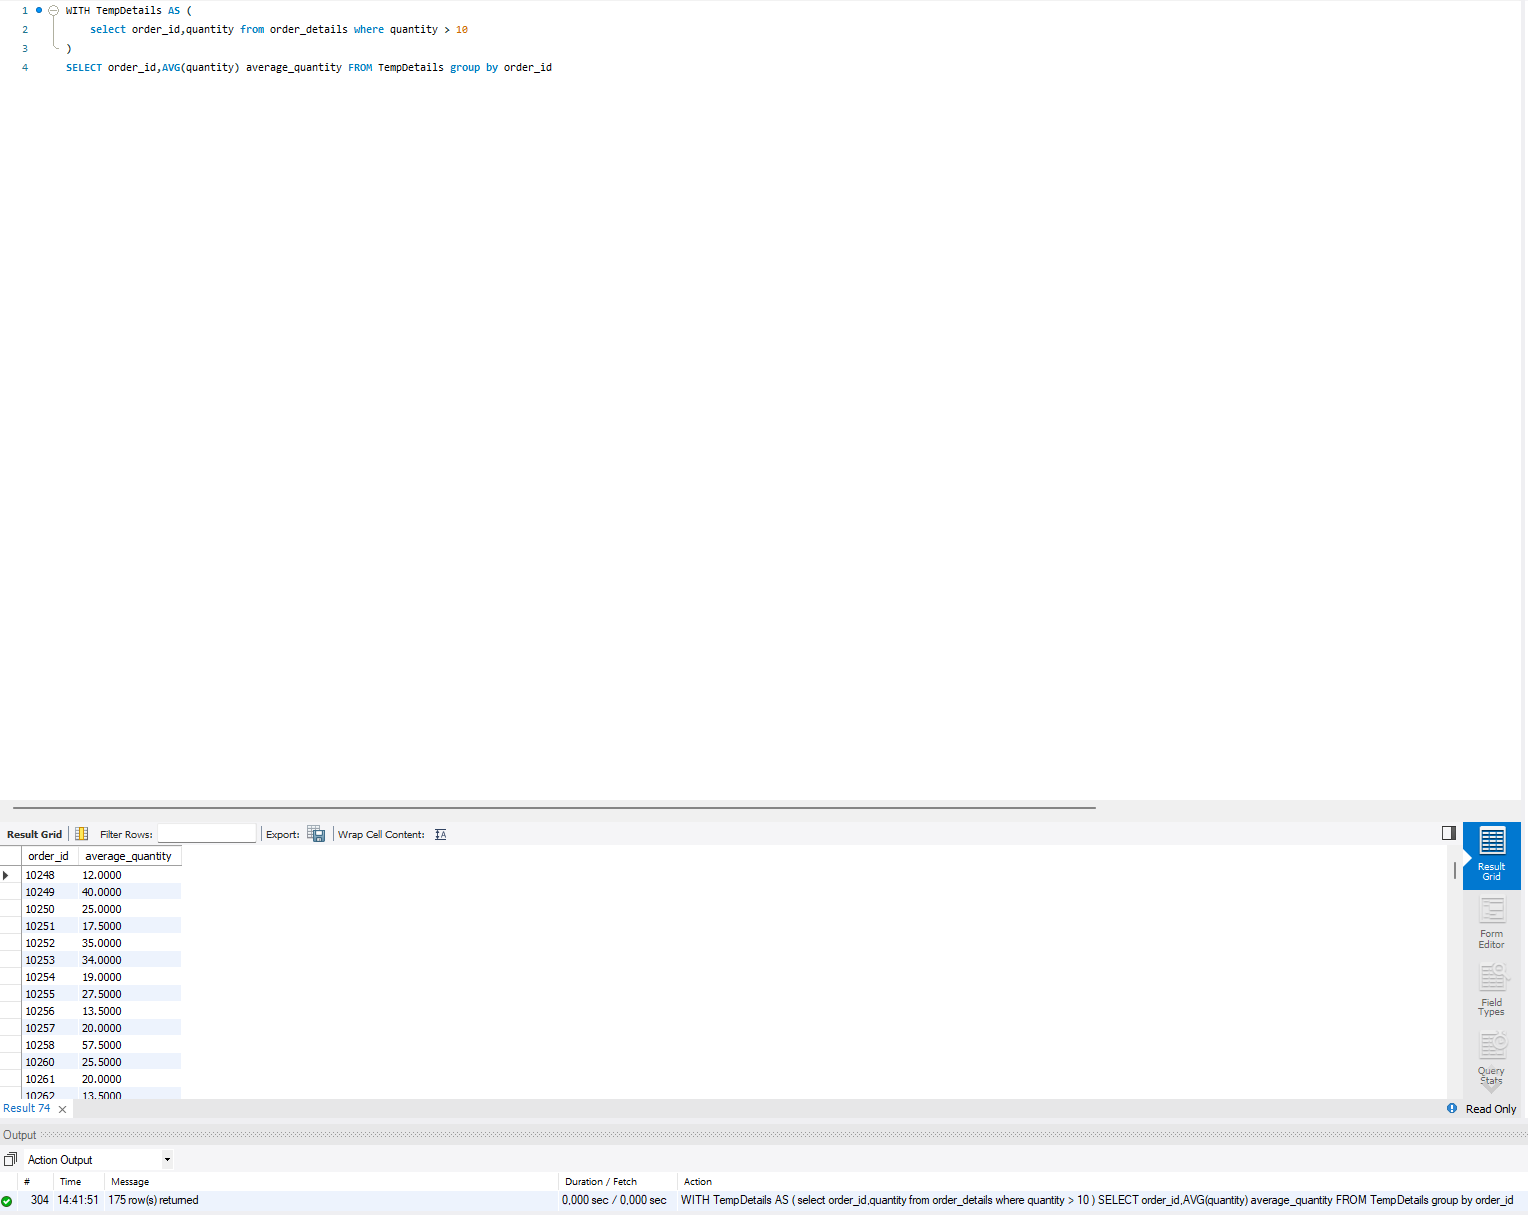 1 WITH TempDetails AS (
2 select order_id,quantity from order_details where quantity > 10
3 )
4 SELECT order_id,AVG(quantity) average_quantity FROM TempDetails group by order_id
Result Grid Filter Rows: Export: Wrap Cell Content:
order_id average_quantity
10248 12.0000
10249 40.0000
10250 25.0000
10251 17.5000
10252 35.0000
10253 34.0000
10254 19.0000
10255 27.5000
10256 13.5000
10257 20.0000
10258 57.5000
10260 25.5000
10261 20.0000
10262 13.5000
Result
Grid
Form
Editor
Field
Types
Query
Stats
Result 74
Read Only
Output
Action Output
# Time Message Duration / Fetch Action
304 14:41:51 175 row(s) returned 0,000 sec / 0,000 sec WITH TempDetails AS ( select order_id,quantity from order_details where quantity > 10 ) SELECT order_id,AVG(quantity) average_quantity FROM TempDetails group by order_id